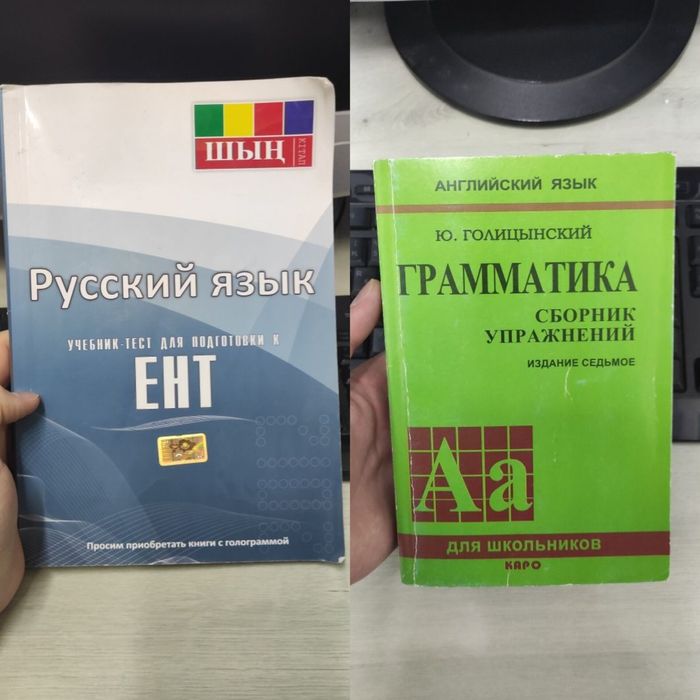 ШЫҢ
КІТАП
Русский язык
УЧЕБНИК-ТЕСТ ДЛЯ ПОДГОТОВКИ К
ЕНТ
Просим приобретать книги с голограммой
АНГЛИЙСКИЙ ЯЗЫК
Ю. ГОЛИЦЫНСКИЙ
ГРАММАТИКА
СБОРНИК
УПРАЖНЕНИЙ
ИЗДАНИЕ СЕДЬМОЕ
Аа
ДЛЯ ШКОЛЬНИКОВ
КАРО